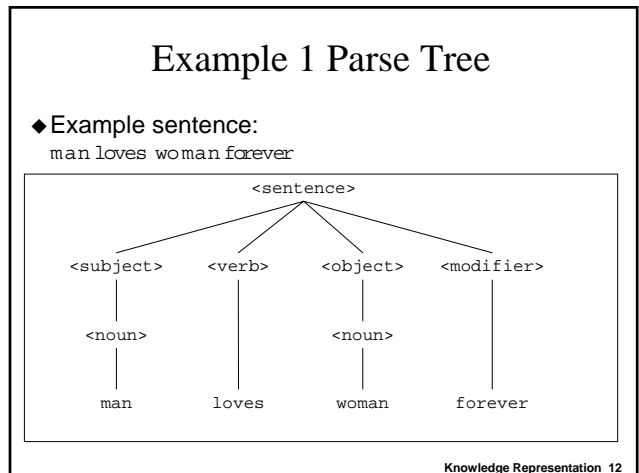 Example 1 Parse Tree
◆Example sentence:
man loves woman forever
<sentence>
<subject> <verb> <object> <modifier>
<noun> <noun>
man loves woman forever
Knowledge Representation 12